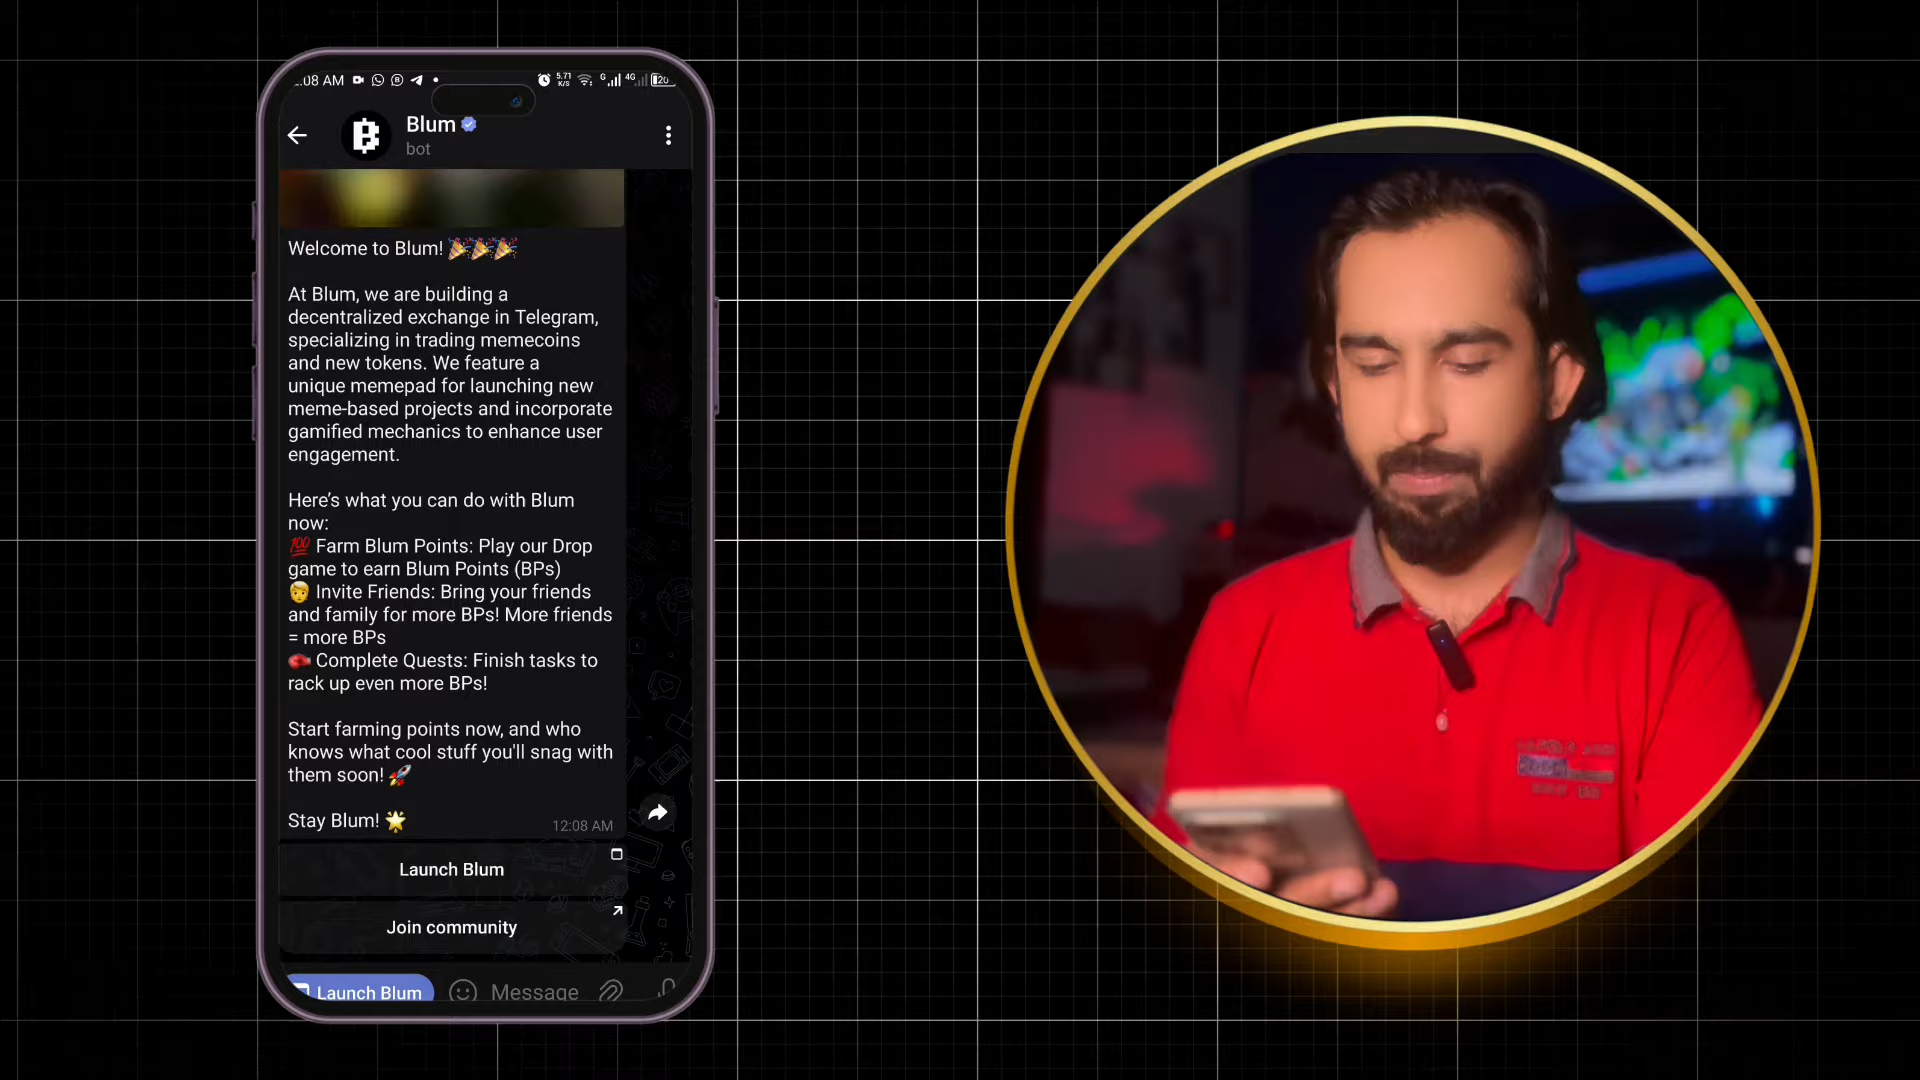 :08 AM
5.71
K/S
G
4G
20
Blum
bot
Welcome to Blum! 🎉🎉🎉
At Blum, we are building a
decentralized exchange in Telegram,
specializing in trading memecoins
and new tokens. We feature a
unique memepad for launching new
meme-based projects and incorporate
gamified mechanics to enhance user
engagement.
Here’s what you can do with Blum
now:
💯 Farm Blum Points: Play our Drop
game to earn Blum Points (BPs)
Invite Friends: Bring your friends
and family for more BPs! More friends
= more BPs
🥊 Complete Quests: Finish tasks to
rack up even more BPs!
Start farming points now, and who
knows what cool stuff you'll snag with
them soon! 🚀
Stay Blum! 🌟
12:08 AM
Launch Blum
Join community
Launch Blum
Message